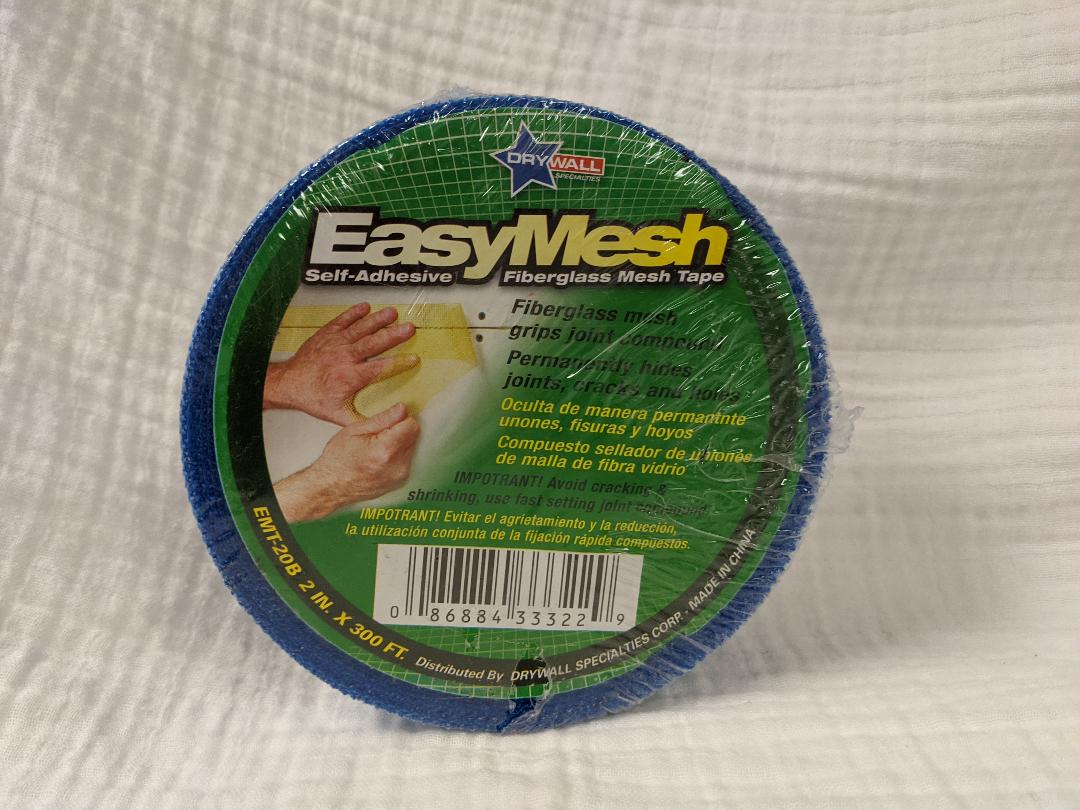 DRYWALL
SPECIALTIES
EasyMesh
Self-Adhesive Fiberglass Mesh Tape
Fiberglass mesh
grips joint compound
Permanently hides
joints, cracks and holes
Oculta de manera permantinte
unones, fisuras y hoyos
Compuesto sellador de uniones
de malla de fibra vidrio
IMPOTRANT! Avoid cracking &
shrinking, use fast setting joint compound.
IMPOTRANT! Evitar el agrietamiento y la reducción,
la utilización conjunta de la fijación rápida compuestos.
0 86884 33322 9
EMT-20B 2 IN. X 300 FT.
Distributed By DRYWALL SPECIALTIES CORP. - MADE IN CHINA